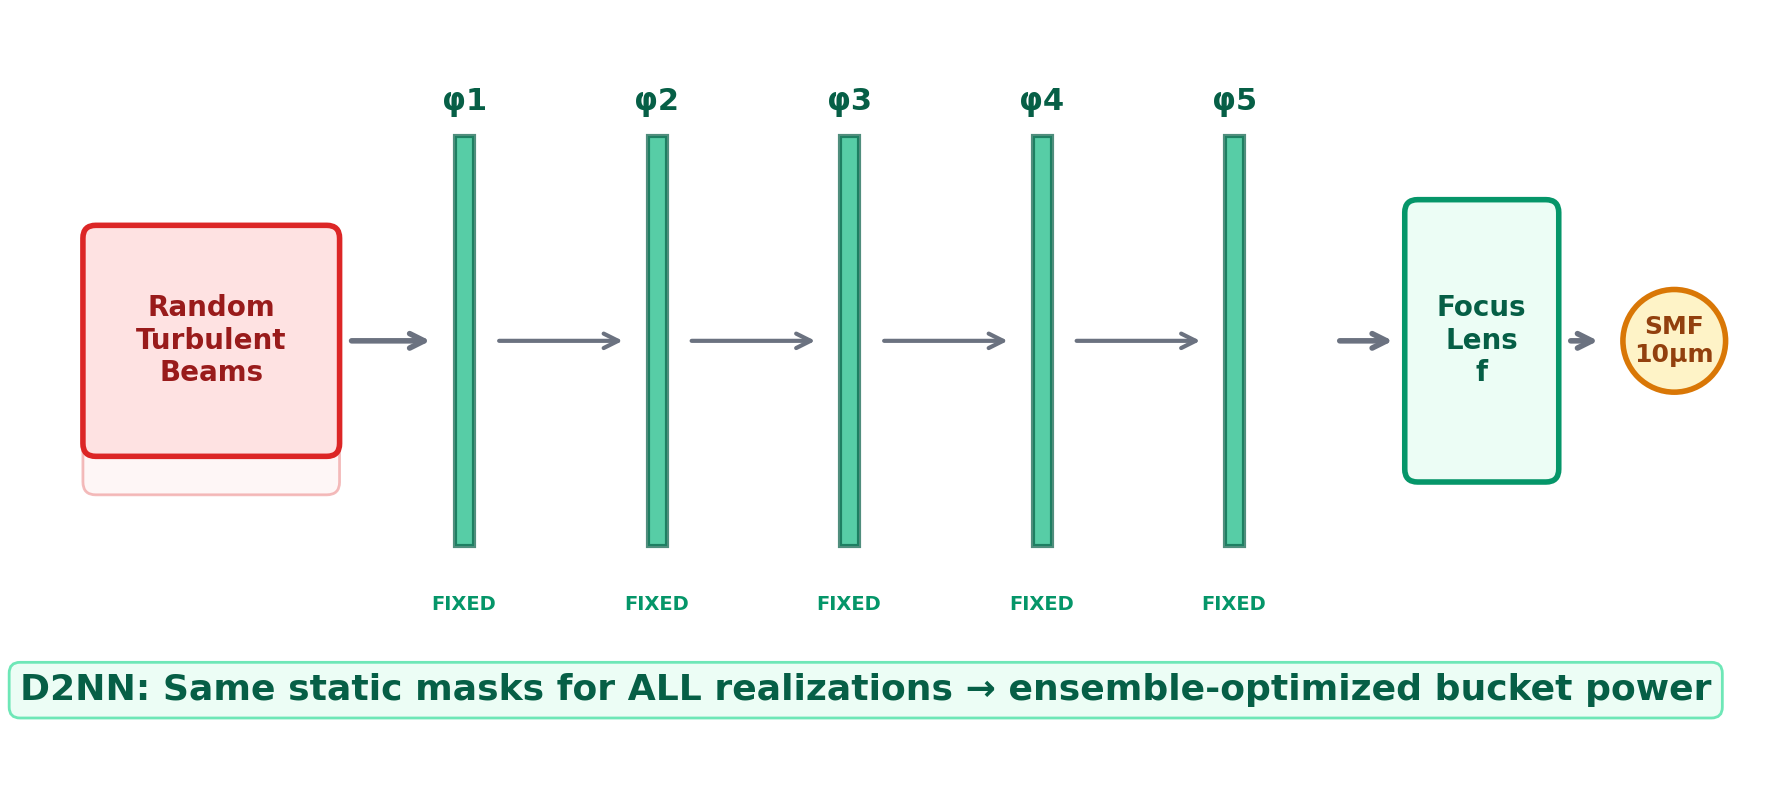 φ1 φ2 φ3 φ4 φ5
Random
Turbulent
Beams
Focus
Lens
f
SMF
10μm
FIXED FIXED FIXED FIXED FIXED
D2NN: Same static masks for ALL realizations → ensemble-optimized bucket power